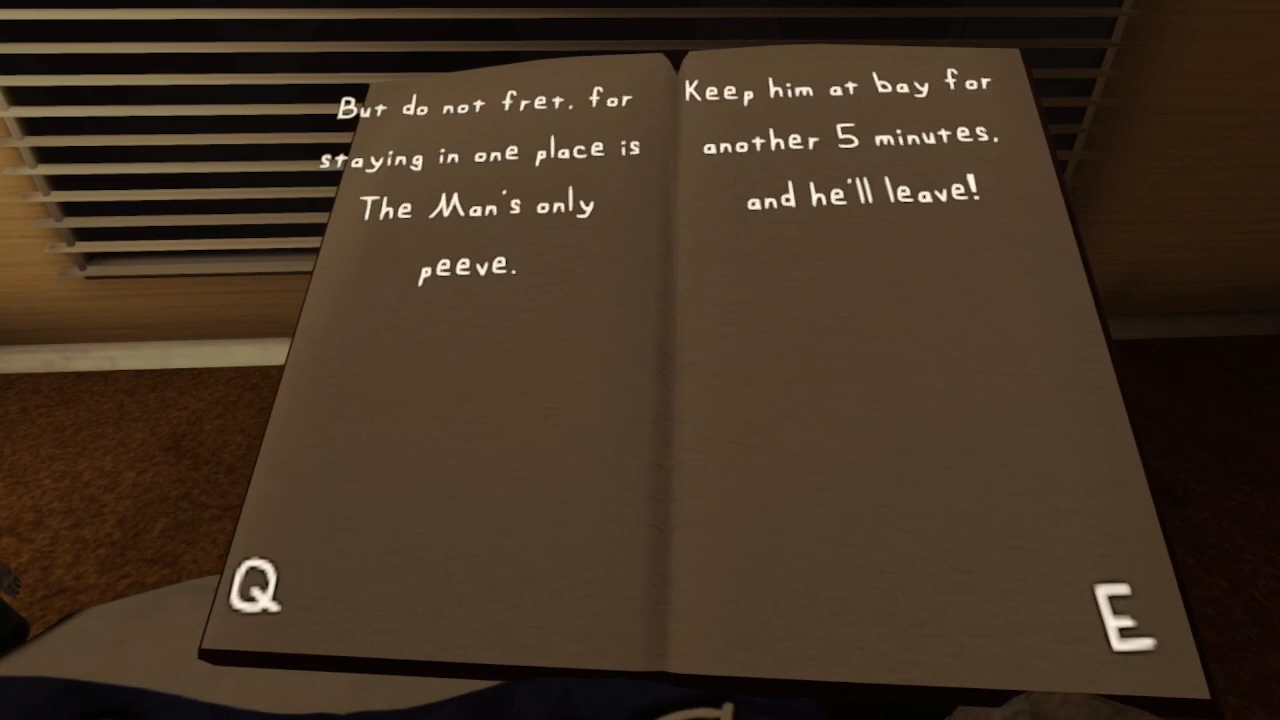 But do not fret. for
staying in one place is
The Man's only
peeve.
Keep him at bay for
another 5 minutes.
and he'll leave!
Q
E